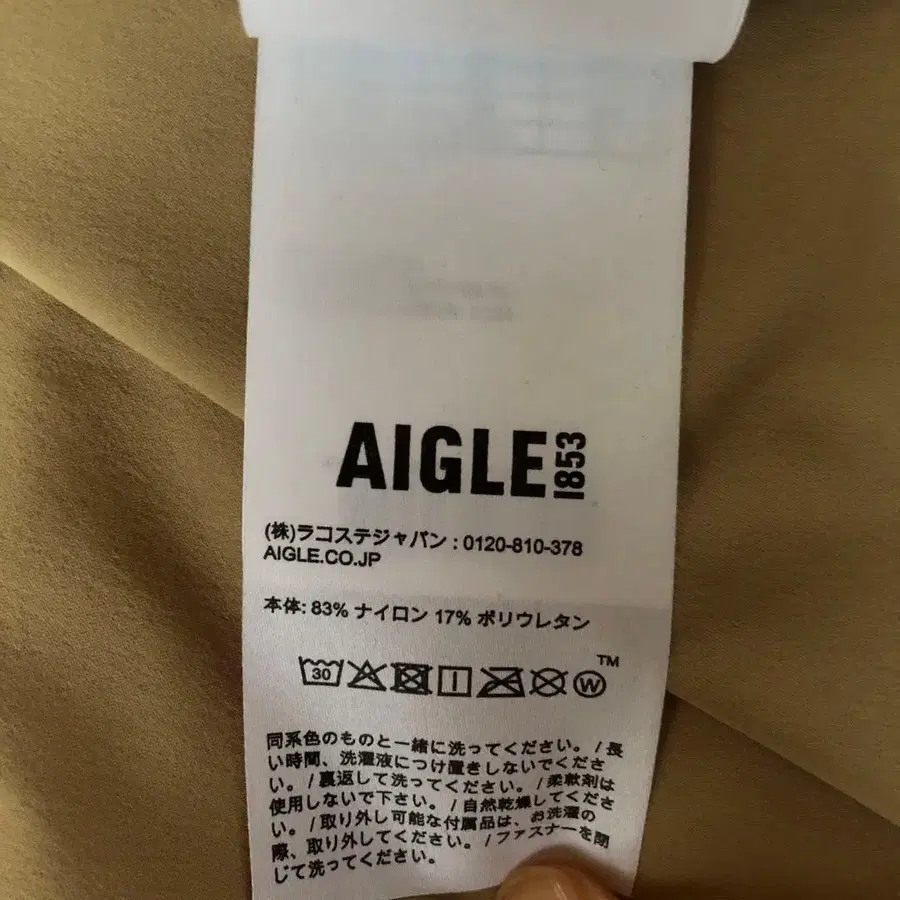 AIGLE 1853
(株)ラコステジャパン : 0120-810-378
AIGLE.CO.JP
本体: 83% ナイロン 17% ポリウレタン
TM
30 W
同系色のものと一緒に洗ってください。/ 長
い時間、洗濯液につけ置きしないでくださ
い。/ 裏返して洗ってください。/ 柔軟剤は
使用しないで下さい。/ 自然乾燥してくださ
い。/ 取り外し可能な付属品は、お洗濯の
際、取り外してください。/ ファスナーを閉
じて洗ってください。